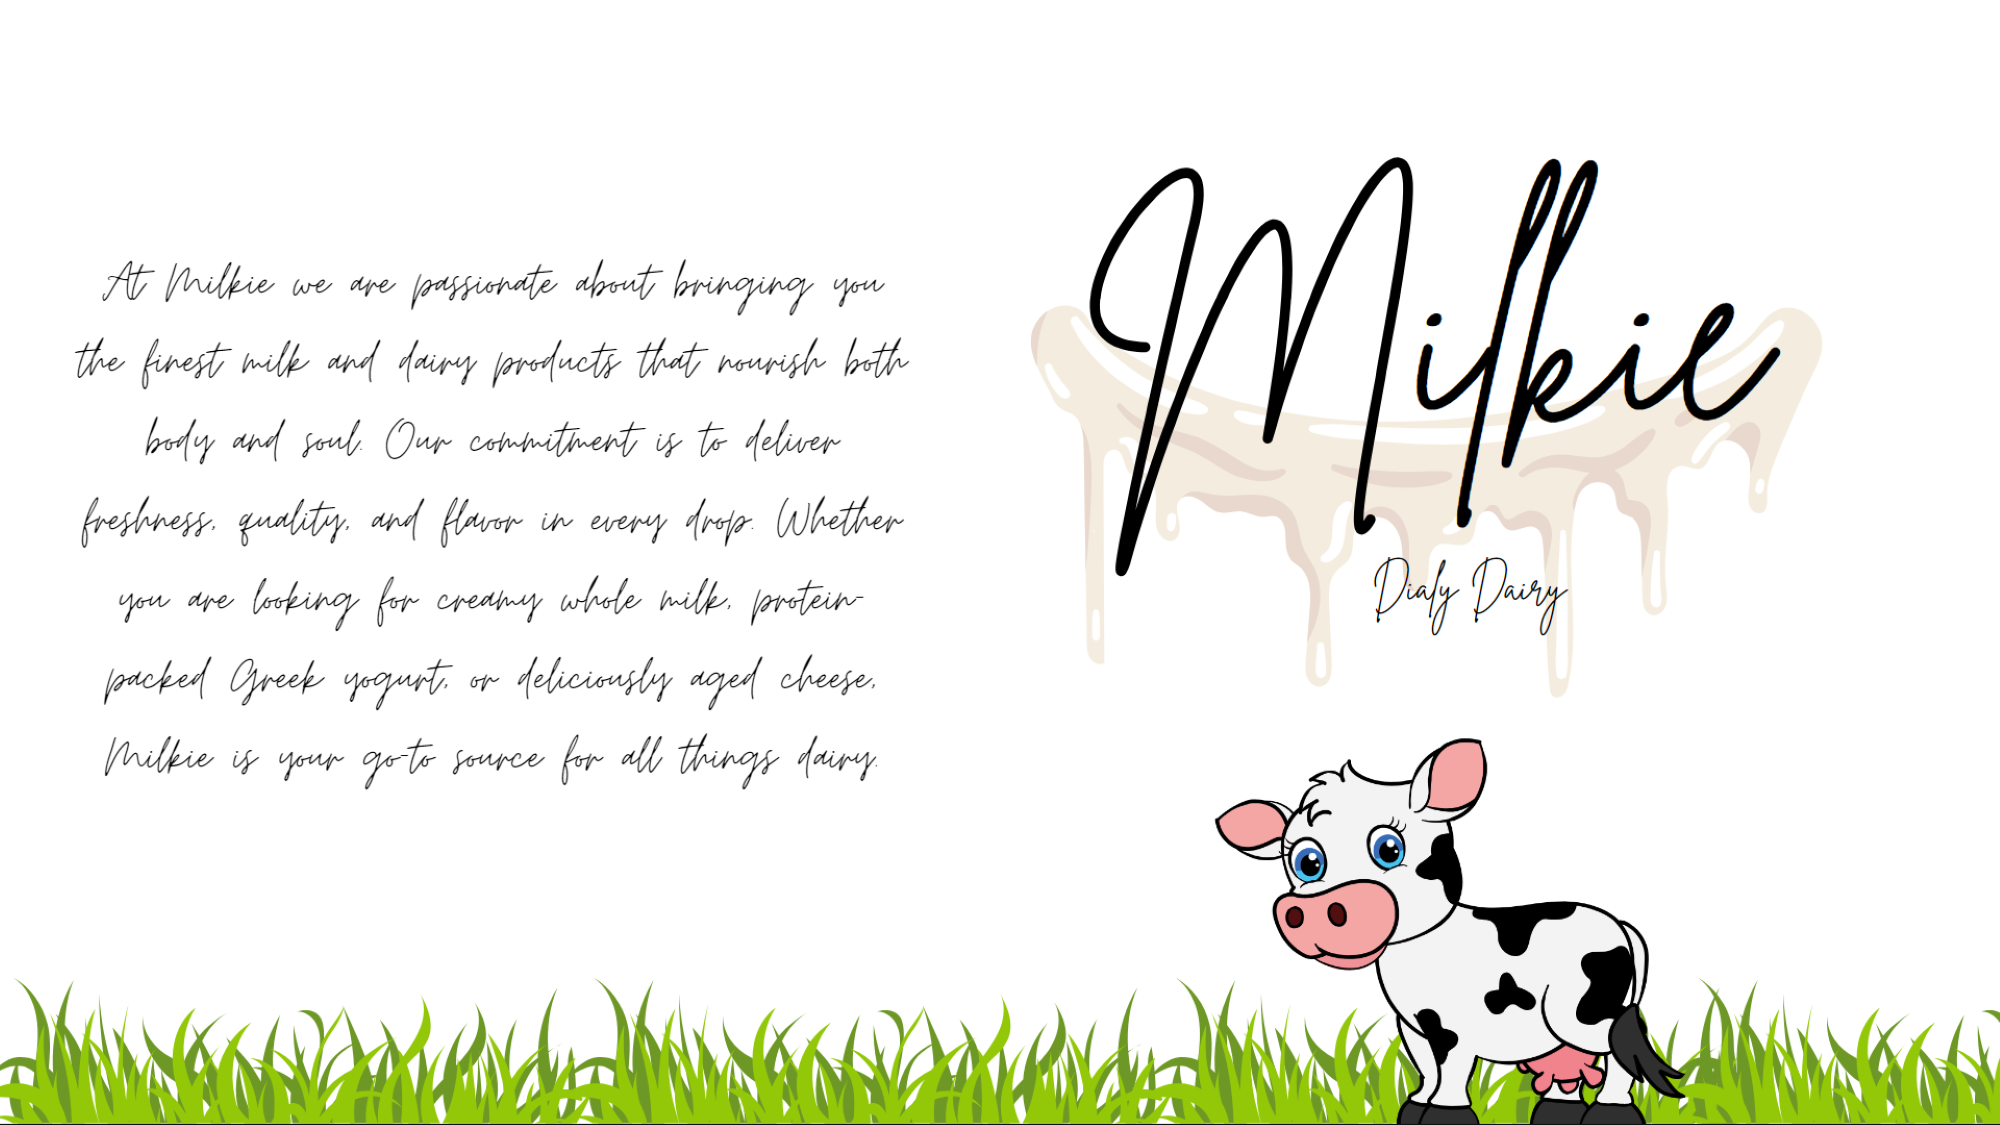 At Milkie we are passionate about bringing you
the finest milk and dairy products that nourish both
body and soul. Our commitment is to deliver
freshness, quality, and flavor in every drop. Whether
you are looking for creamy whole milk, protein-
packed Greek yogurt, or deliciously aged cheese,
Milkie is your go-to source for all things dairy.
Milkie
Dialy Dairy